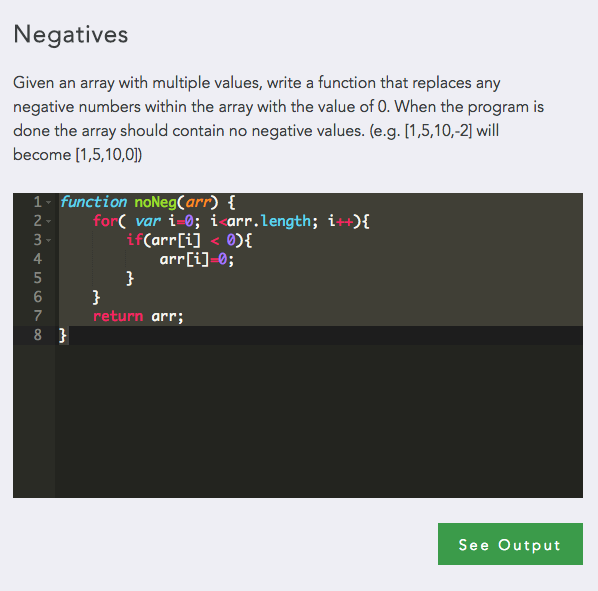 Negatives
Given an array with multiple values, write a function that replaces any
negative numbers within the array with the value of 0. When the program is
done the array should contain no negative values. (e.g. [1,5,10,-2] will
become [1,5,10,0])
1 function noNeg(arr) {
2     for( var i=0; i<arr.length; i++){
3         if(arr[i] < 0){
4             arr[i]=0;
5         }
6     }
7     return arr;
8 }
See Output